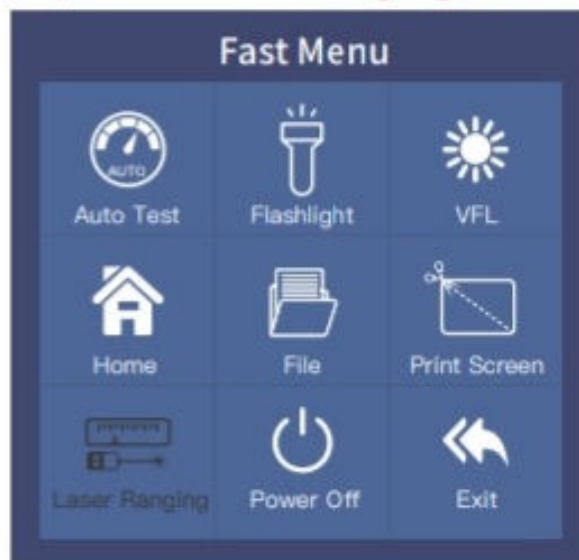 Fast Menu
AUTO
Auto Test
Flashlight
VFL
Home
File
Print Screen
Laser Ranging
Power Off
Exit